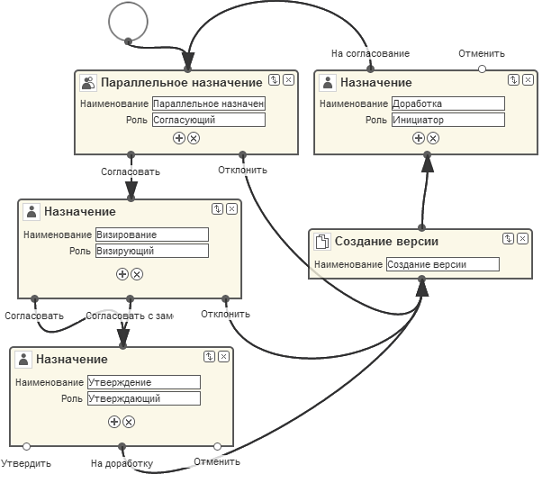 На согласование
Отменить
Параллельное назначение
Наименование Параллельное назначен
Роль Согласующий
Назначение
Наименование Доработка
Роль Инициатор
Согласовать
Отклонить
Назначение
Наименование Визирование
Роль Визирующий
Создание версии
Наименование Создание версии
Согласовать
Согласовать с зам
Отклонить
Назначение
Наименование Утверждение
Роль Утверждающий
Утвердить
На доработку
Отменить